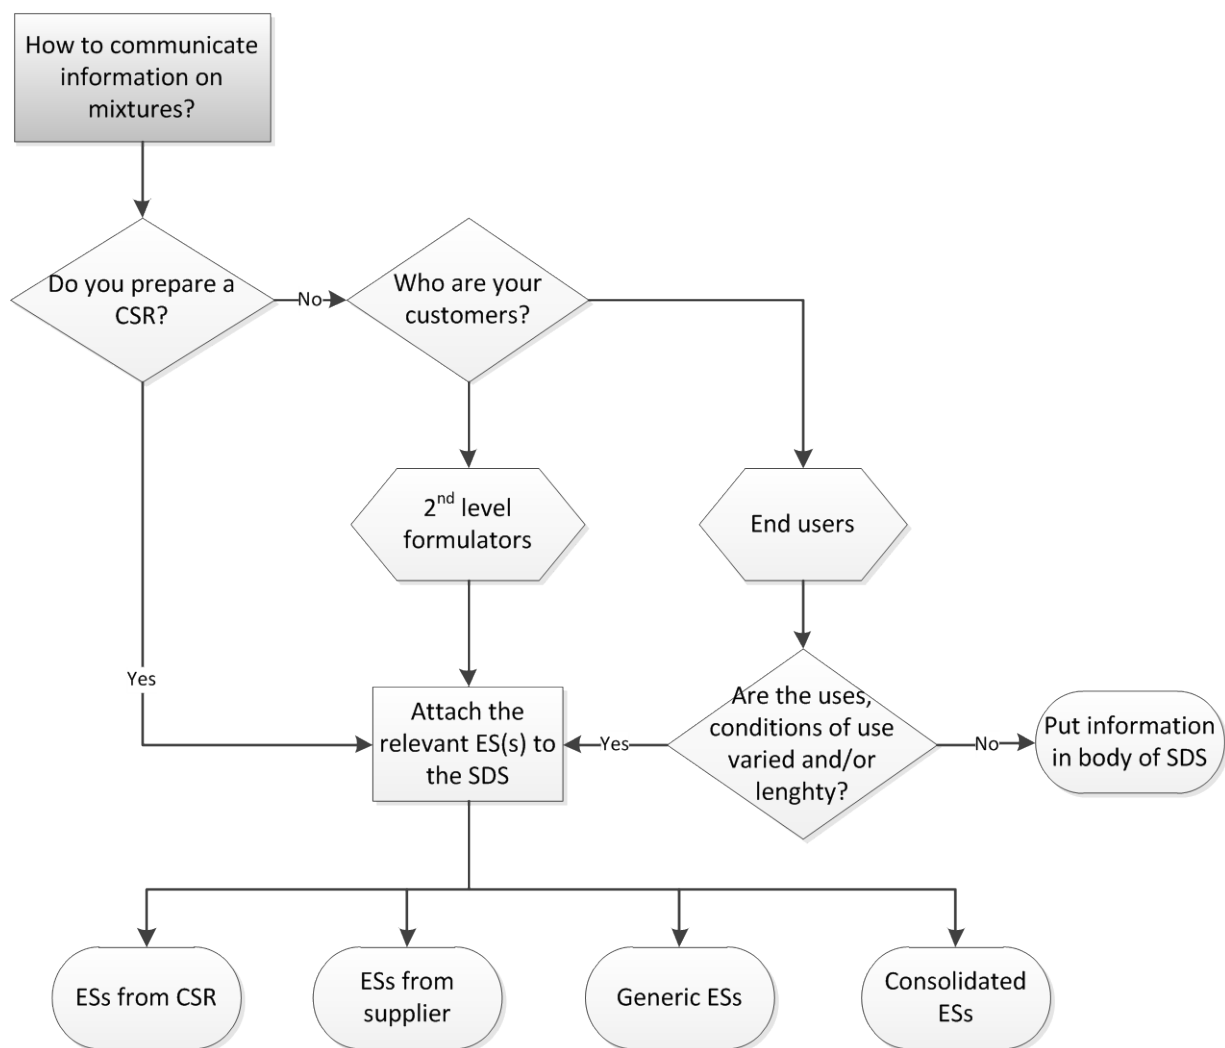 How to communicate
information on
mixtures?
Do you prepare a
CSR?
No
Who are your
customers?
2nd level
formulators
End users
Yes
Attach the
relevant ES(s) to
the SDS
Yes
Are the uses,
conditions of use
varied and/or
lenghty?
No
Put information
in body of SDS
ESs from CSR
ESs from
supplier
Generic ESs
Consolidated
ESs